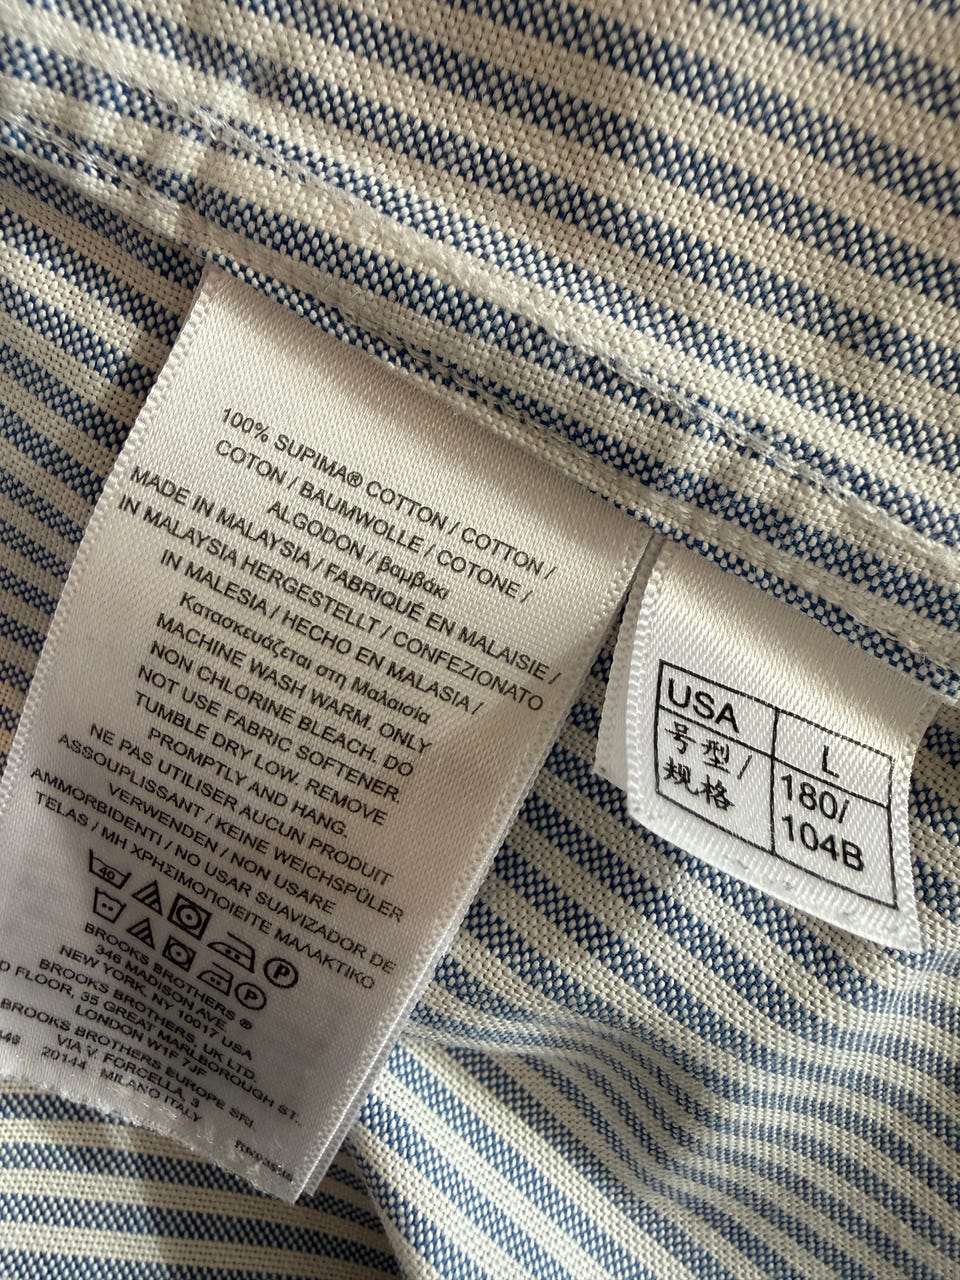 100% SUPIMA® COTTON / COTTON /
COTON / BAUMWOLLE / COTONE /
ALGODON / βαμβάκι
MADE IN MALAYSIA / FABRIQUÉ EN MALAISIE /
IN MALAYSIA HERGESTELLT / CONFEZIONATO
IN MALESIA / HECHO EN MALASIA /
Κατασκευάζεται στη Μαλαισία
MACHINE WASH WARM. ONLY
NON CHLORINE BLEACH. DO
NOT USE FABRIC SOFTENER.
TUMBLE DRY LOW. REMOVE
PROMPTLY AND HANG.
NE PAS UTILISER AUCUN PRODUIT
ASSOUPLISSANT / KEINE WEICHSPÜLER
VERWENDEN / NON USARE
AMMORBIDENTI / NO USAR SUAVIZADOR DE
TELAS / ΜΗ ΧΡΗΣΙΜΟΠΟΙΕΙΤΕ ΜΑΛΑΚΤΙΚΟ
40
P
P
BROOKS BROTHERS ®
346 MADISON AVE.
NEW YORK, NY 10017 USA
BROOKS BROTHERS, UK LTD
D FLOOR, 35 GREAT MARLBOROUGH ST.
LONDON W1F 7JF
BROOKS BROTHERS EUROPE SRL
VIA V. FORCELLA 3
20144 MILANO ITALY
USA L
号型/ 180/
规格 104B